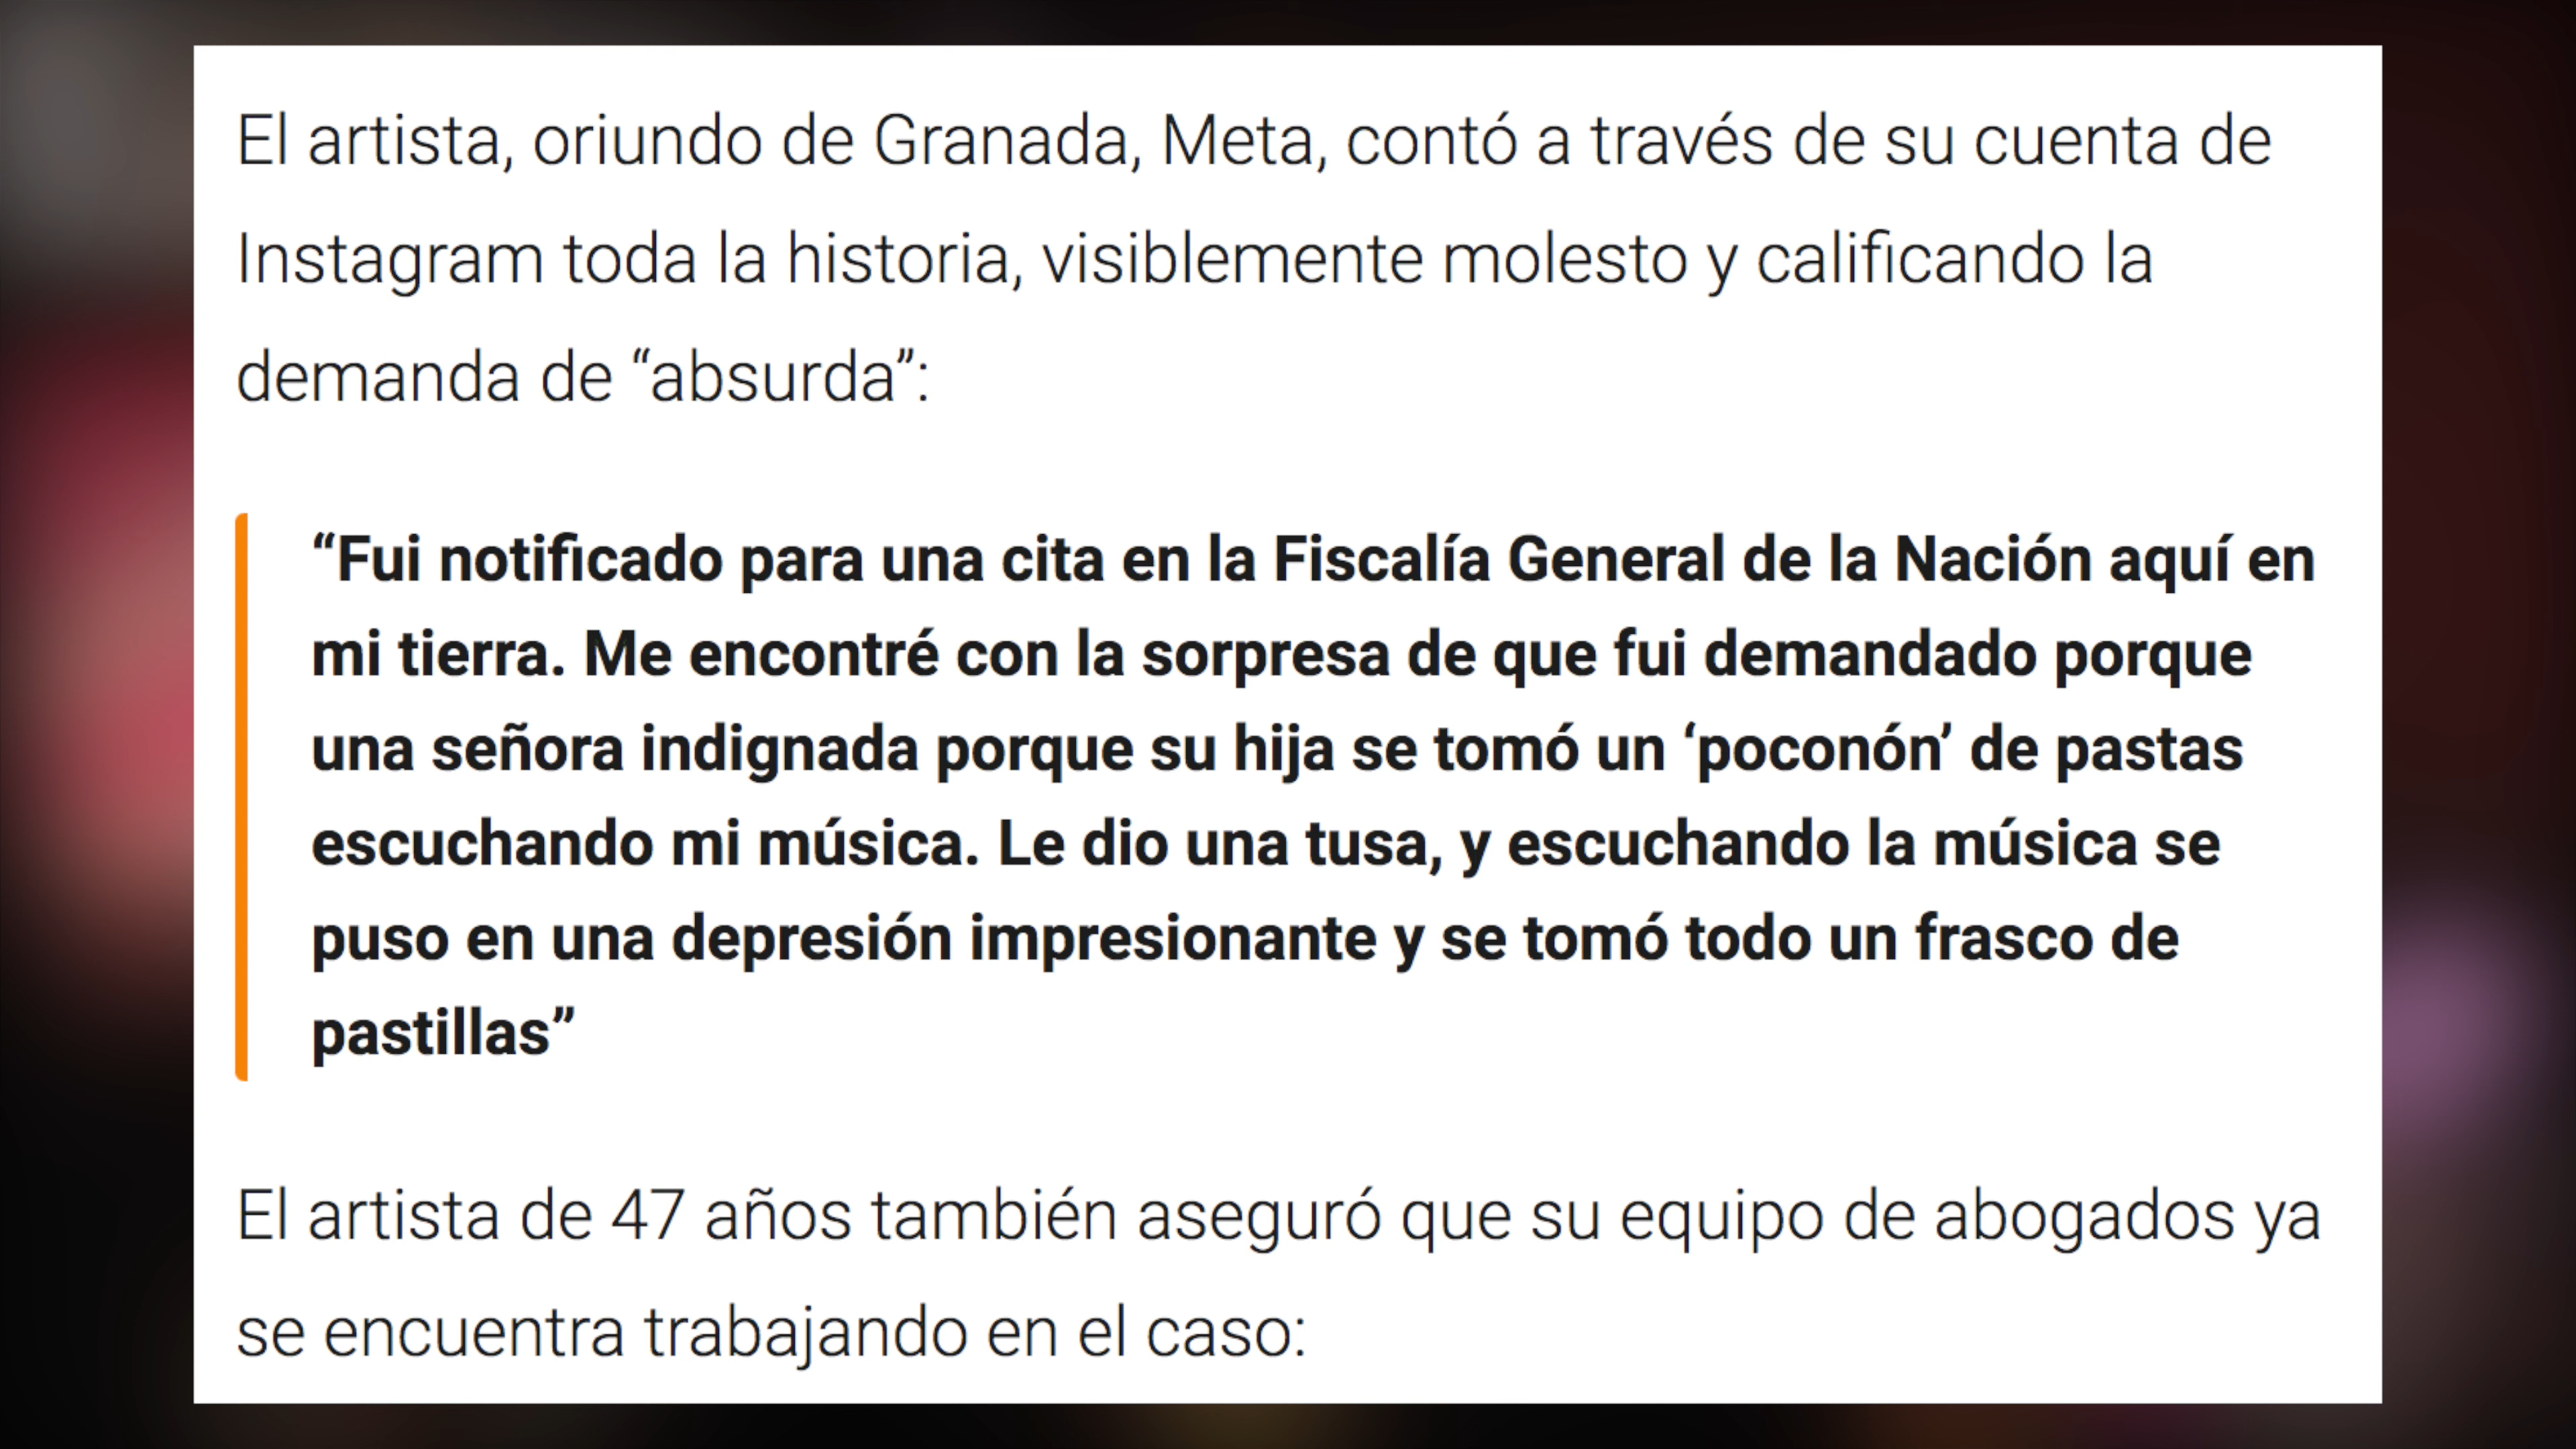 El artista, oriundo de Granada, Meta, contó a través de su cuenta de
Instagram toda la historia, visiblemente molesto y calificando la
demanda de “absurda”:
“Fui notificado para una cita en la Fiscalía General de la Nación aquí en
mi tierra. Me encontré con la sorpresa de que fui demandado porque
una señora indignada porque su hija se tomó un ‘poconón’ de pastas
escuchando mi música. Le dio una tusa, y escuchando la música se
puso en una depresión impresionante y se tomó todo un frasco de
pastillas”
El artista de 47 años también aseguró que su equipo de abogados ya
se encuentra trabajando en el caso: